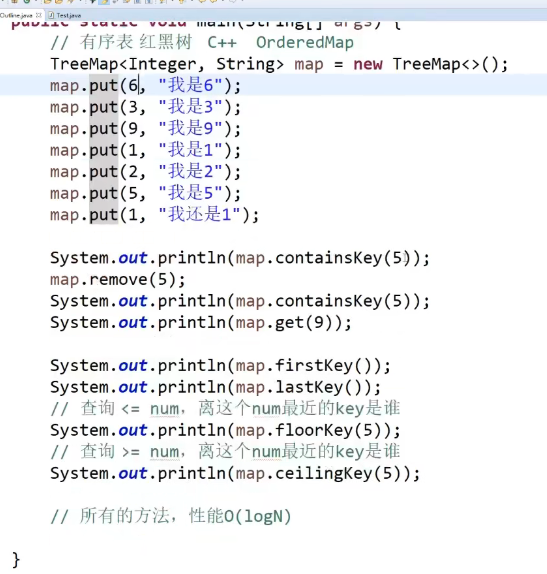 Outline.java Test.java
public static void main(String[] args) {
// 有序表 红黑树 C++ OrderedMap
TreeMap<Integer, String> map = new TreeMap<>();
map.put(6, "我是6");
map.put(3, "我是3");
map.put(9, "我是9");
map.put(1, "我是1");
map.put(2, "我是2");
map.put(5, "我是5");
map.put(1, "我还是1");
System.out.println(map.containsKey(5));
map.remove(5);
System.out.println(map.containsKey(5));
System.out.println(map.get(9));
System.out.println(map.firstKey());
System.out.println(map.lastKey());
// 查询 <= num，离这个num最近的key是谁
System.out.println(map.floorKey(5));
// 查询 >= num，离这个num最近的key是谁
System.out.println(map.ceilingKey(5));
// 所有的方法，性能O(logN)
}